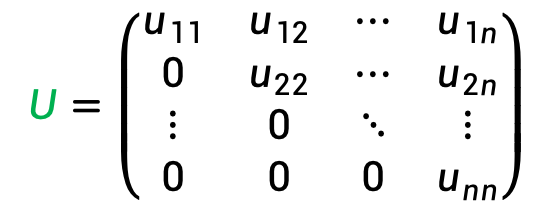 U = ( u₁₁ u₁₂ ⋯ u₁ₙ
0 u₂₂ ⋯ u₂ₙ
⋮ 0 ⋱ ⋮
0 0 0 uₙₙ )